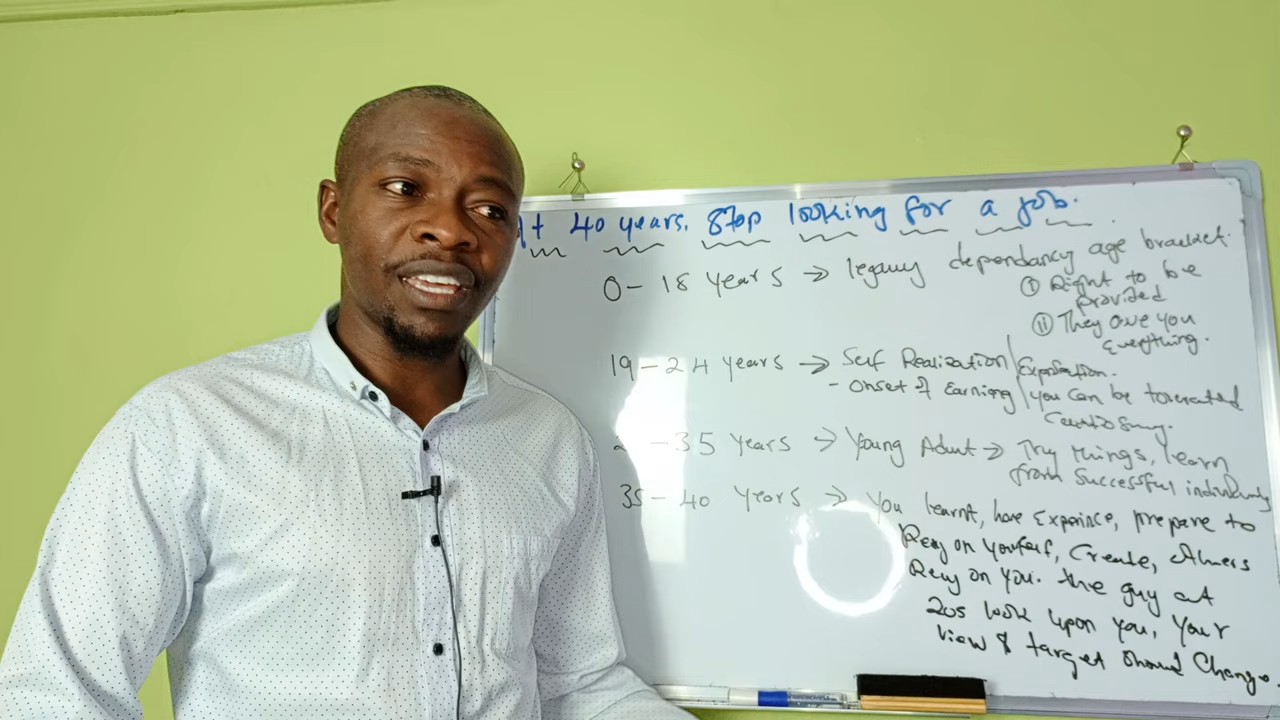 At 40 years. Stop looking for a job.
0 - 18 years → legacy dependancy age bracket.
(i) Right to be
provided
(ii) They owe you
everything.
19 - 24 years → Self Realization / Exploration.
- Onset of Earning / you can be tolerated
- 35 years → Young Adult → Try things, learn
from successful individuals
35 - 40 years → You learnt, have Experince, prepare to
Rely on yourself, Create, others
Rely on you. the guy at
20s look upon you, your
view & target should change.